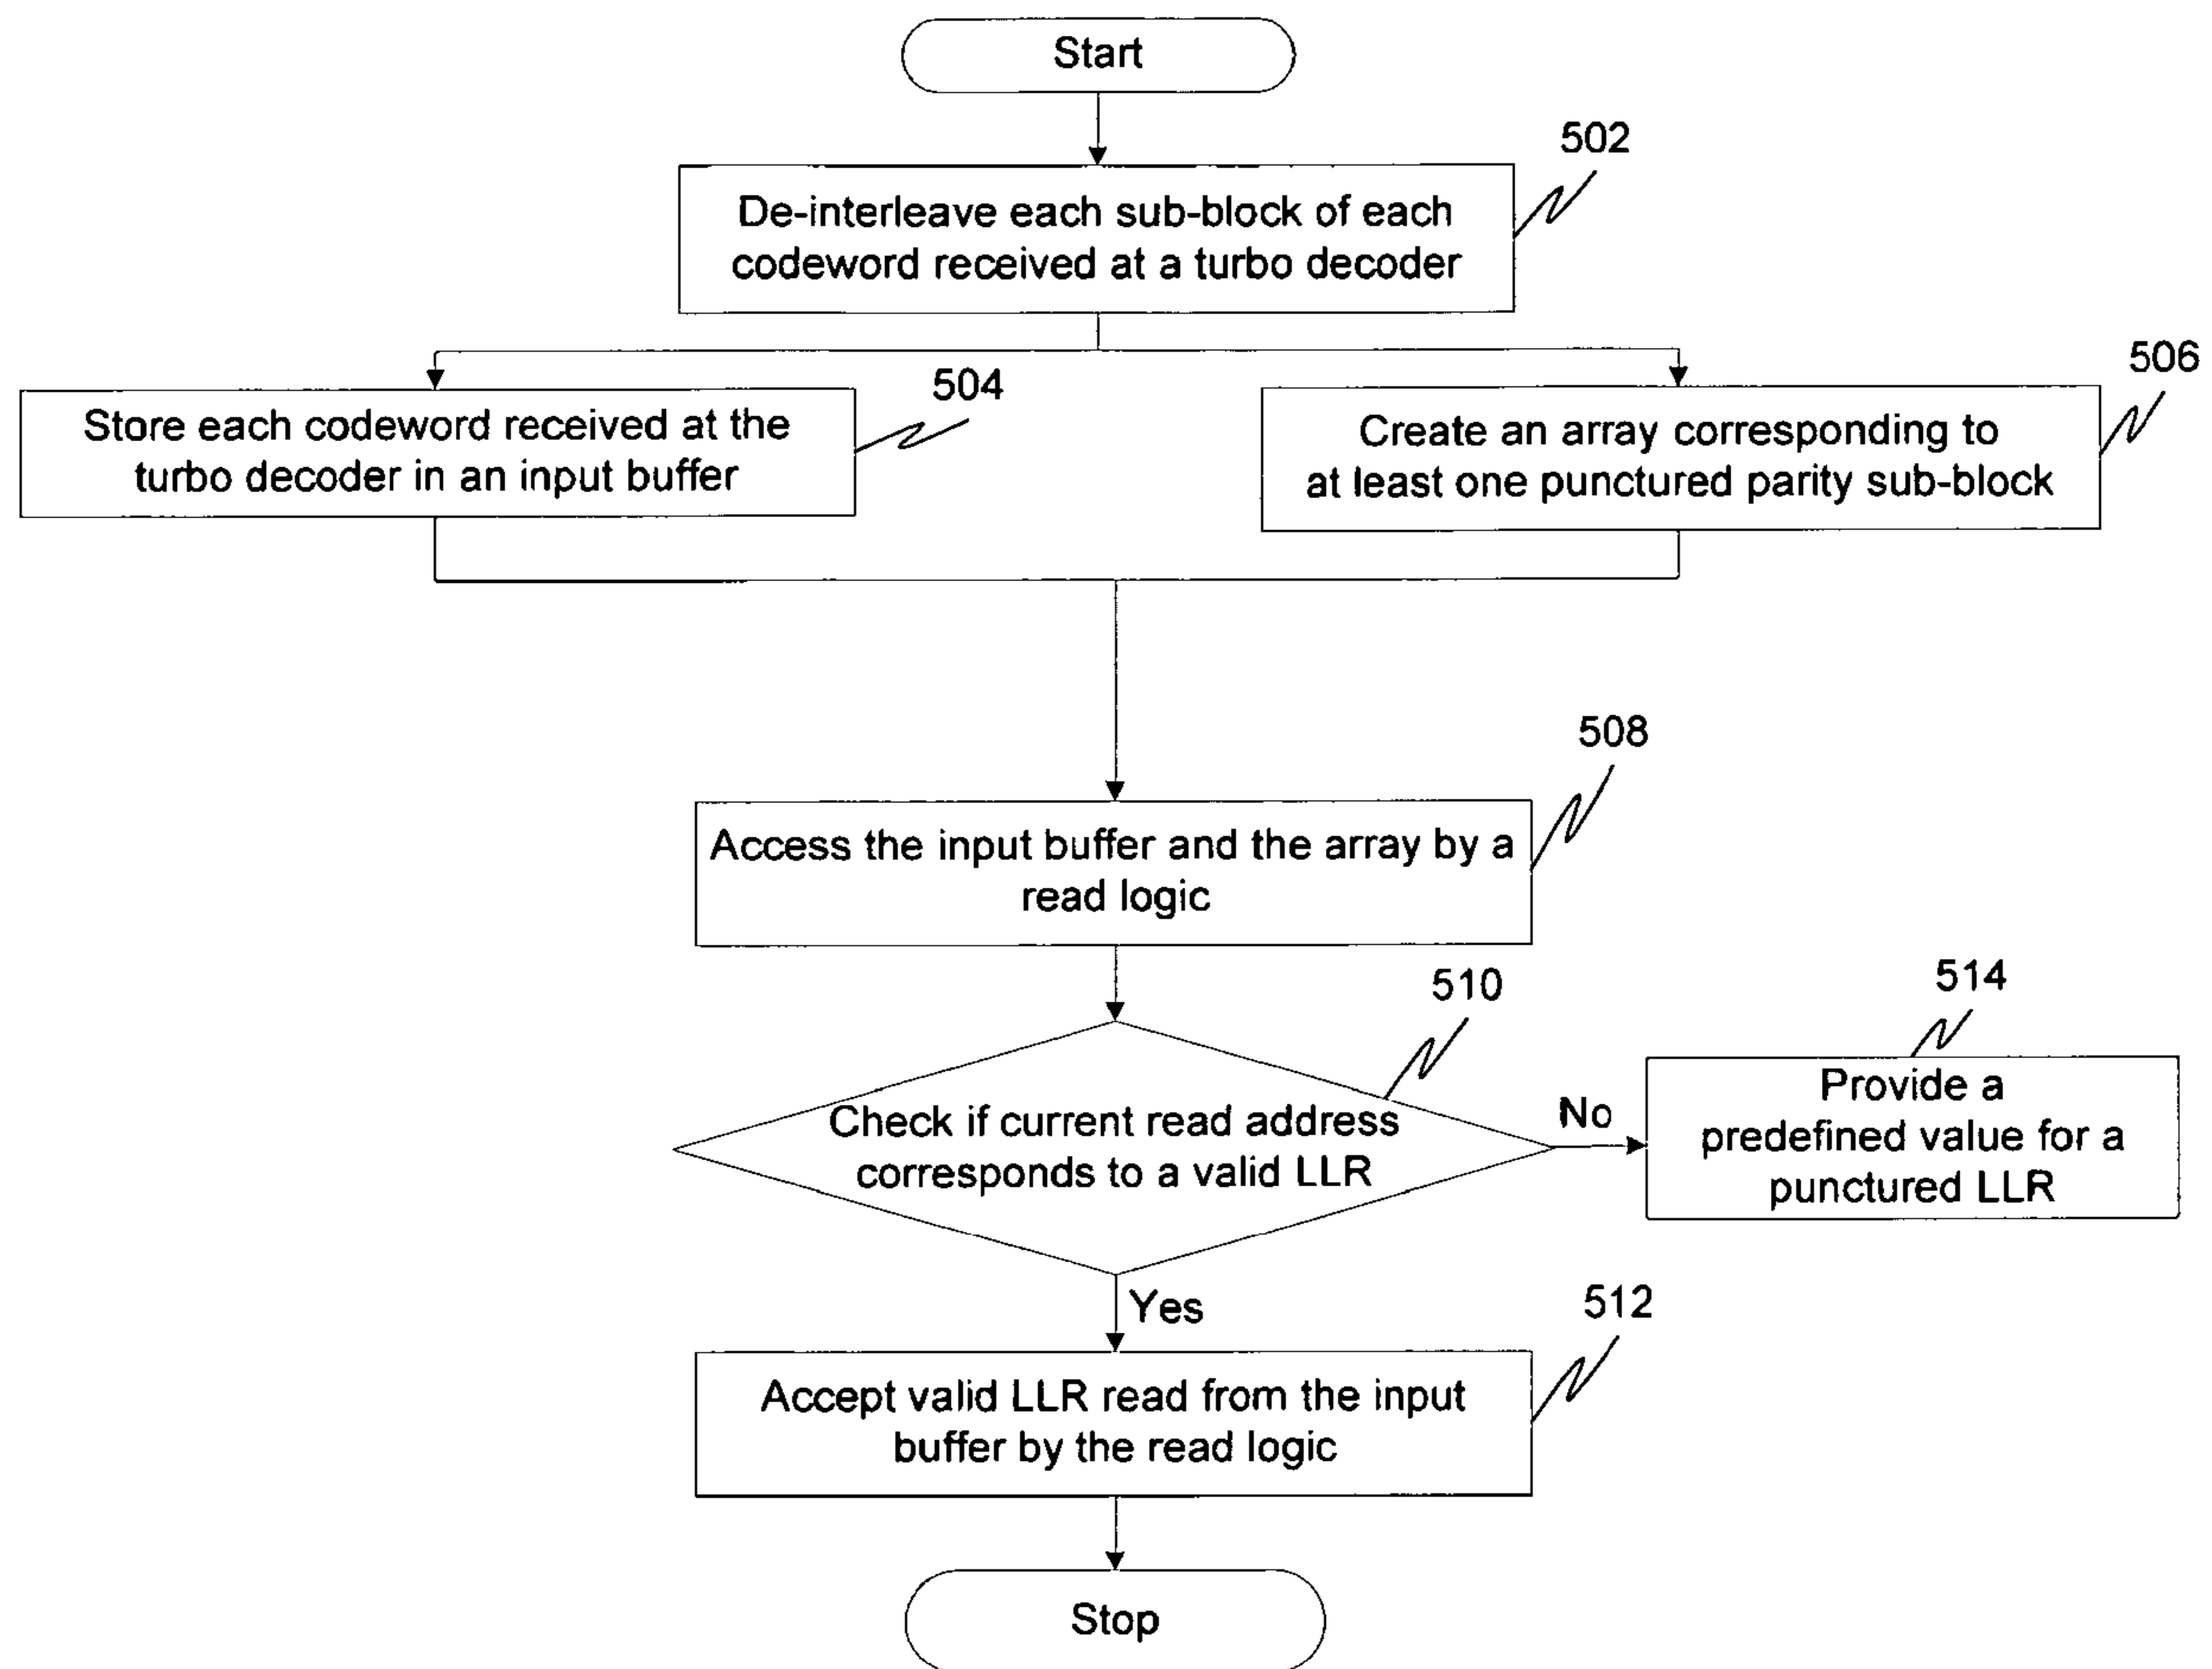 Start
502
De-interleave each sub-block of each
codeword received at a turbo decoder
504
Store each codeword received at the
turbo decoder in an input buffer
506
Create an array corresponding to
at least one punctured parity sub-block
508
Access the input buffer and the array by a
read logic
510
Check if current read address
corresponds to a valid LLR
No
514
Provide a
predefined value for a
punctured LLR
Yes
512
Accept valid LLR read from the input
buffer by the read logic
Stop